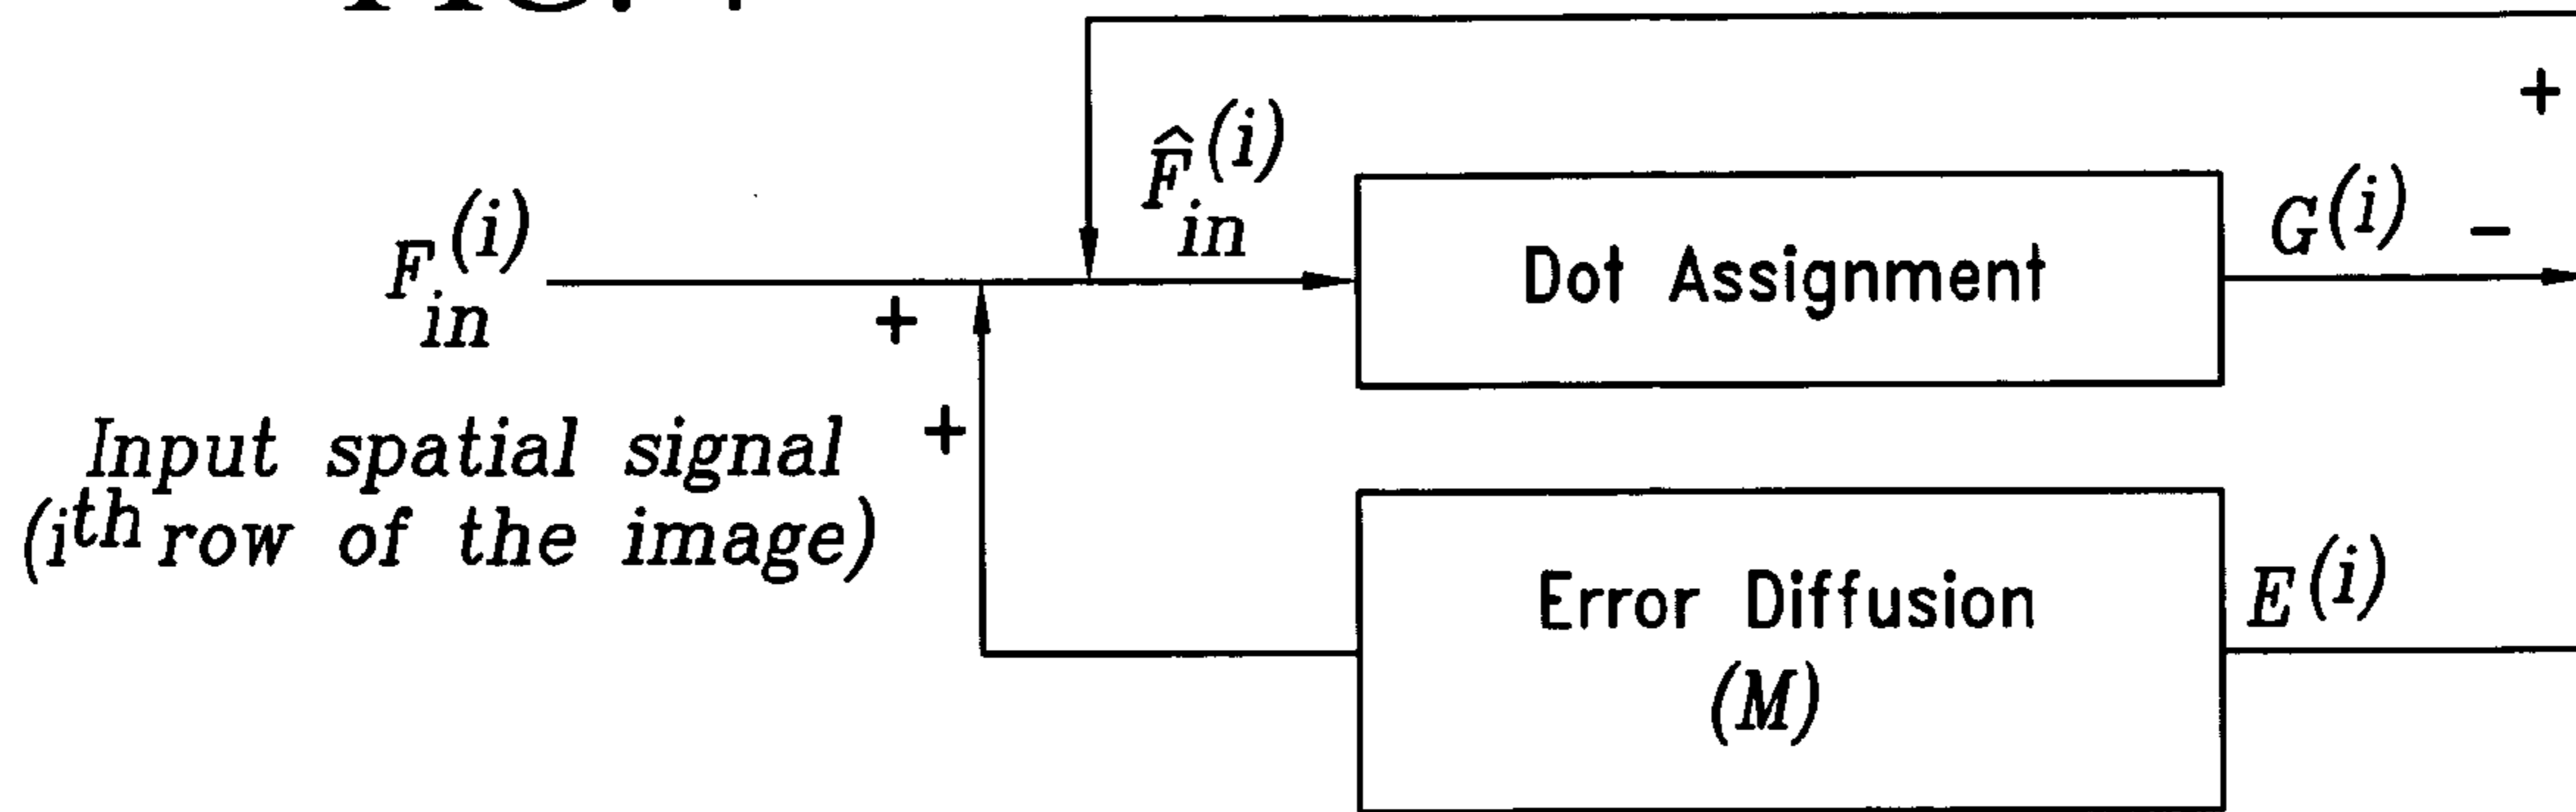 +
F̂in(i)
Fin(i)
Dot Assignment
G(i) -
+
+
Input spatial signal
(ith row of the image)
Error Diffusion
(M)
E(i)